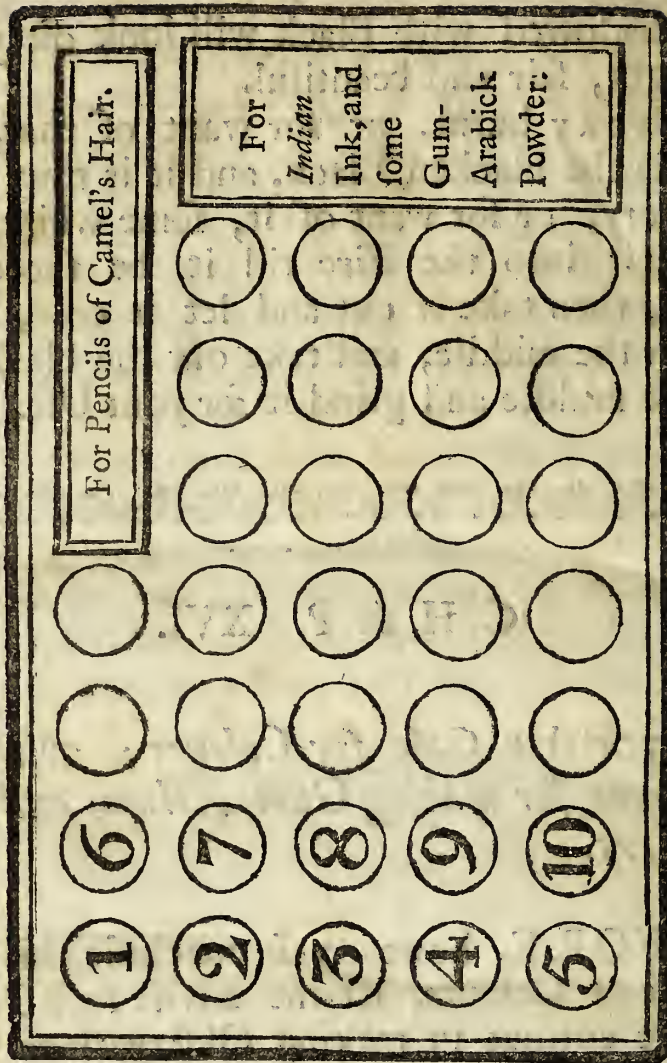 1 6
For Pencils of Camel's Hair.
2 7
3 8
4 9
5 10
For
Indian
Ink, and
ſome
Gum-
Arabick
Powder.